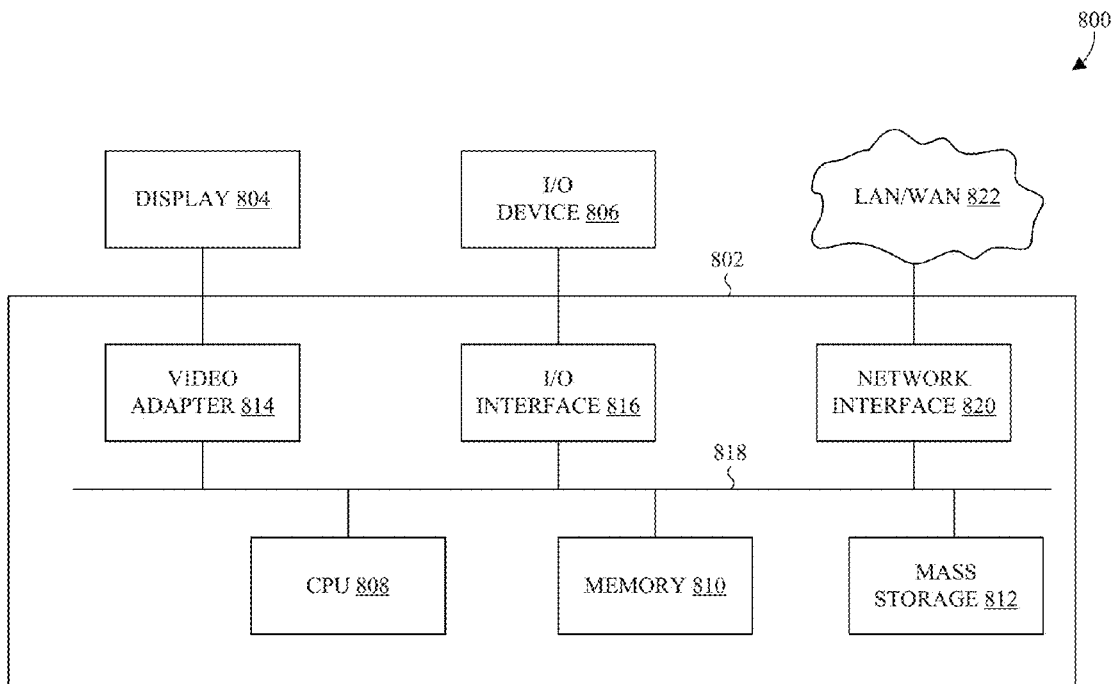 800
DISPLAY 804
I/O
DEVICE 806
LAN/WAN 822
802
VIDEO
ADAPTER 814
I/O
INTERFACE 816
NETWORK
INTERFACE 820
818
CPU 808
MEMORY 810
MASS
STORAGE 812